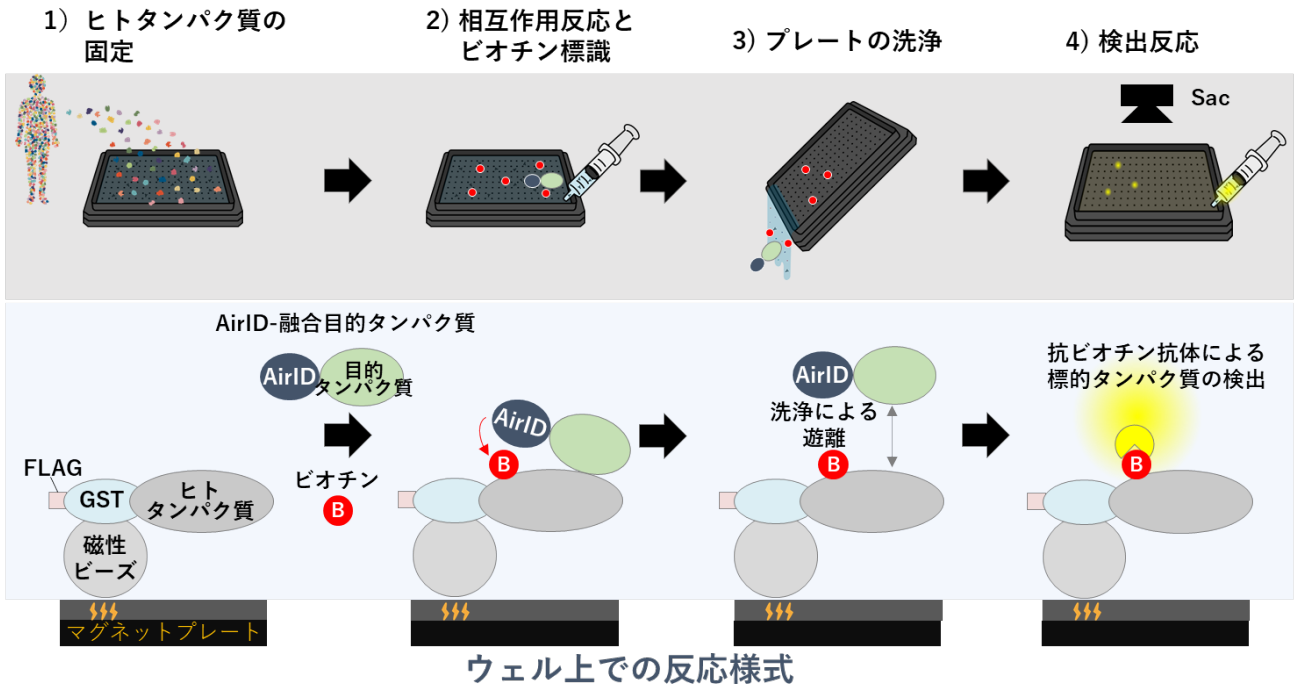 1）ヒトタンパク質の
固定
2) 相互作用反応と
ビオチン標識
3) プレートの洗浄
4) 検出反応
Sac
AirID-融合目的タンパク質
AirID
目的
タンパク質
FLAG
GST
ヒト
タンパク質
磁性
ビーズ
マグネットプレート
ビオチン
B
AirID
B
AirID
洗浄による
遊離
B
抗ビオチン抗体による
標的タンパク質の検出
B
ウェル上での反応様式